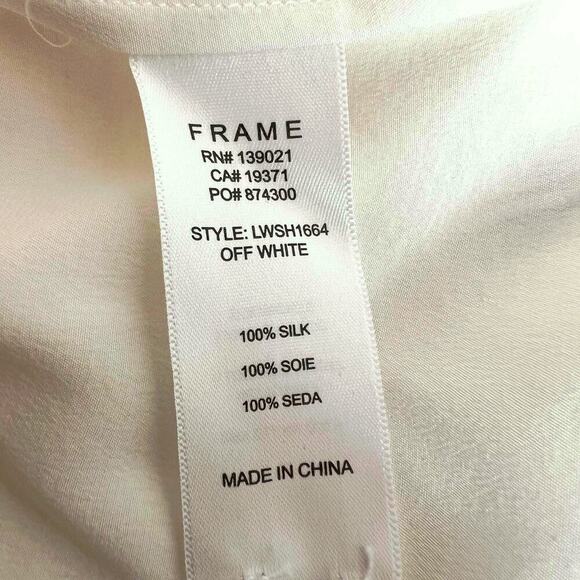 FRAME
RN# 139021
CA# 19371
PO# 874300
STYLE: LWSH1664
OFF WHITE
100% SILK
100% SOIE
100% SEDA
MADE IN CHINA